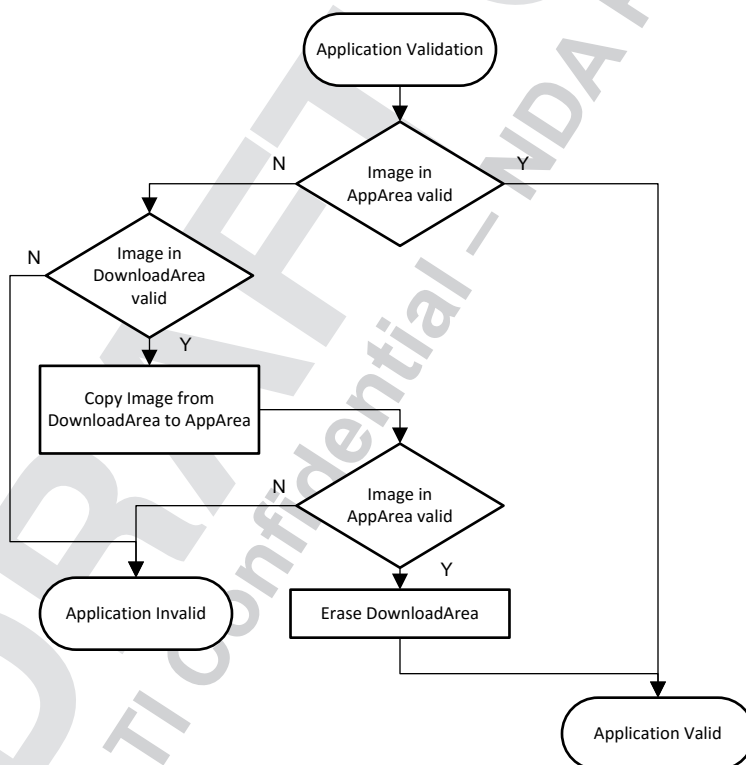 Application Validation
N
Image in
AppArea valid
Y
N
Image in
DownloadArea
valid
Y
Copy Image from
DownloadArea to AppArea
N
Image in
AppArea valid
Y
Application Invalid
Erase DownloadArea
Application Valid
DRAFT
TI Confidential – NDA